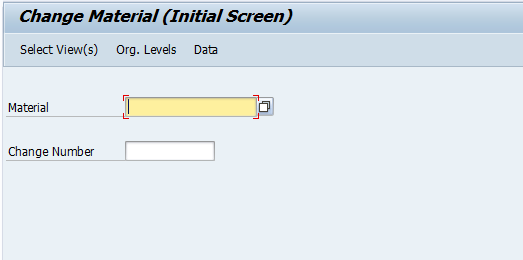 Change Material (Initial Screen)
Select View(s) Org. Levels Data
Material
Change Number